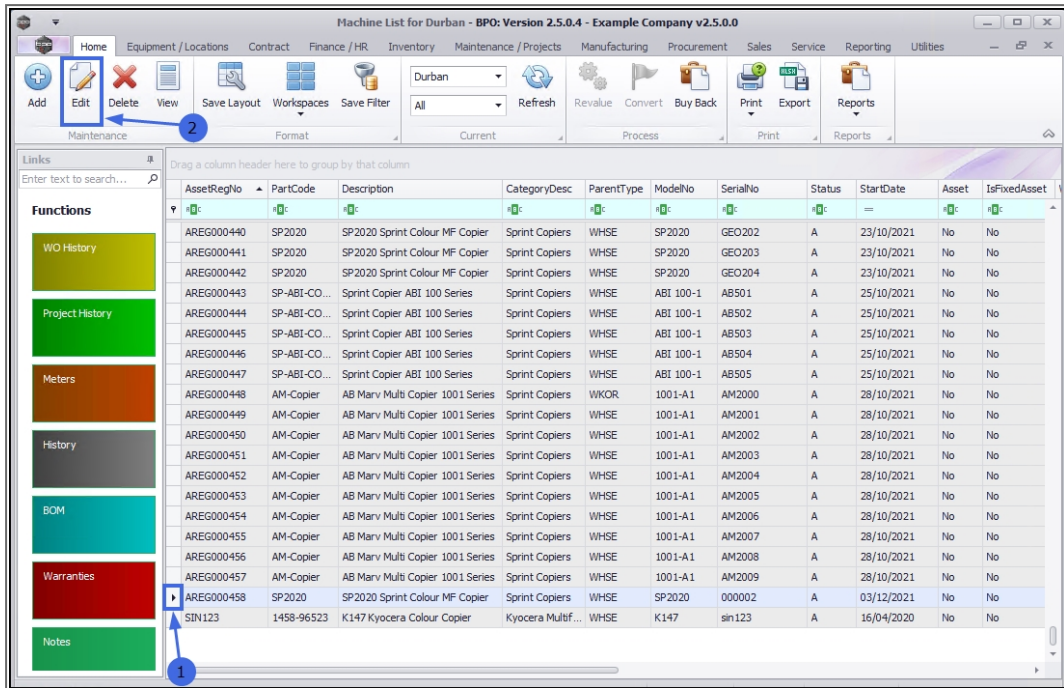 Machine List for Durban - BPO: Version 2.5.0.4 - Example Company v2.5.0.0
Home Equipment / Locations Contract Finance / HR Inventory Maintenance / Projects Manufacturing Procurement Sales Service Reporting Utilities
Durban
All
Add Edit Delete View Save Layout Workspaces Save Filter Refresh Revalue Convert Buy Back Print Export Reports
2
Maintenance Format Current Process Print Reports
Links
Drag a column header here to group by that column
Enter text to search...
AssetRegNo PartCode Description CategoryDesc ParentType ModelNo SerialNo Status StartDate Asset IsFixedAsset
Functions
WO History
Project History
Meters
History
BOM
Warranties
Notes
AREG000440 SP2020 SP2020 Sprint Colour MF Copier Sprint Copiers WHSE SP2020 GEO202 A 23/10/2021 No No
AREG000441 SP2020 SP2020 Sprint Colour MF Copier Sprint Copiers WHSE SP2020 GEO203 A 23/10/2021 No No
AREG000442 SP2020 SP2020 Sprint Colour MF Copier Sprint Copiers WHSE SP2020 GEO204 A 23/10/2021 No No
AREG000443 SP-ABI-CO... Sprint Copier ABI 100 Series Sprint Copiers WHSE ABI 100-1 AB501 A 25/10/2021 No No
AREG000444 SP-ABI-CO... Sprint Copier ABI 100 Series Sprint Copiers WHSE ABI 100-1 AB502 A 25/10/2021 No No
AREG000445 SP-ABI-CO... Sprint Copier ABI 100 Series Sprint Copiers WHSE ABI 100-1 AB503 A 25/10/2021 No No
AREG000446 SP-ABI-CO... Sprint Copier ABI 100 Series Sprint Copiers WHSE ABI 100-1 AB504 A 25/10/2021 No No
AREG000447 SP-ABI-CO... Sprint Copier ABI 100 Series Sprint Copiers WHSE ABI 100-1 AB505 A 25/10/2021 No No
AREG000448 AM-Copier AB Marv Multi Copier 1001 Series Sprint Copiers WKOR 1001-A1 AM2000 A 28/10/2021 No No
AREG000449 AM-Copier AB Marv Multi Copier 1001 Series Sprint Copiers WHSE 1001-A1 AM2001 A 28/10/2021 No No
AREG000450 AM-Copier AB Marv Multi Copier 1001 Series Sprint Copiers WHSE 1001-A1 AM2002 A 28/10/2021 No No
AREG000451 AM-Copier AB Marv Multi Copier 1001 Series Sprint Copiers WHSE 1001-A1 AM2003 A 28/10/2021 No No
AREG000452 AM-Copier AB Marv Multi Copier 1001 Series Sprint Copiers WHSE 1001-A1 AM2004 A 28/10/2021 No No
AREG000453 AM-Copier AB Marv Multi Copier 1001 Series Sprint Copiers WHSE 1001-A1 AM2005 A 28/10/2021 No No
AREG000454 AM-Copier AB Marv Multi Copier 1001 Series Sprint Copiers WHSE 1001-A1 AM2006 A 28/10/2021 No No
AREG000455 AM-Copier AB Marv Multi Copier 1001 Series Sprint Copiers WHSE 1001-A1 AM2007 A 28/10/2021 No No
AREG000456 AM-Copier AB Marv Multi Copier 1001 Series Sprint Copiers WHSE 1001-A1 AM2008 A 28/10/2021 No No
AREG000457 AM-Copier AB Marv Multi Copier 1001 Series Sprint Copiers WHSE 1001-A1 AM2009 A 28/10/2021 No No
AREG000458 SP2020 SP2020 Sprint Colour MF Copier Sprint Copiers WHSE SP2020 000002 A 03/12/2021 No No
SIN123 1458-96523 K147 Kyocera Colour Copier Kyocera Multif... WHSE K147 sin123 A 16/04/2020 No No
1